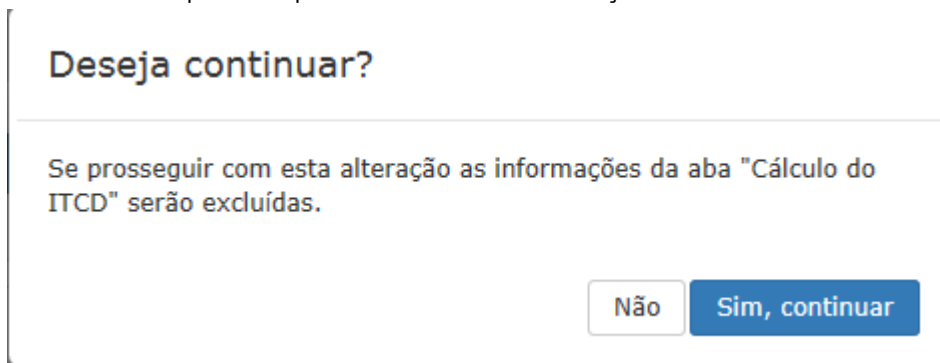 Deseja continuar?
Se prosseguir com esta alteração as informações da aba "Cálculo do
ITCD" serão excluídas.
Não
Sim, continuar